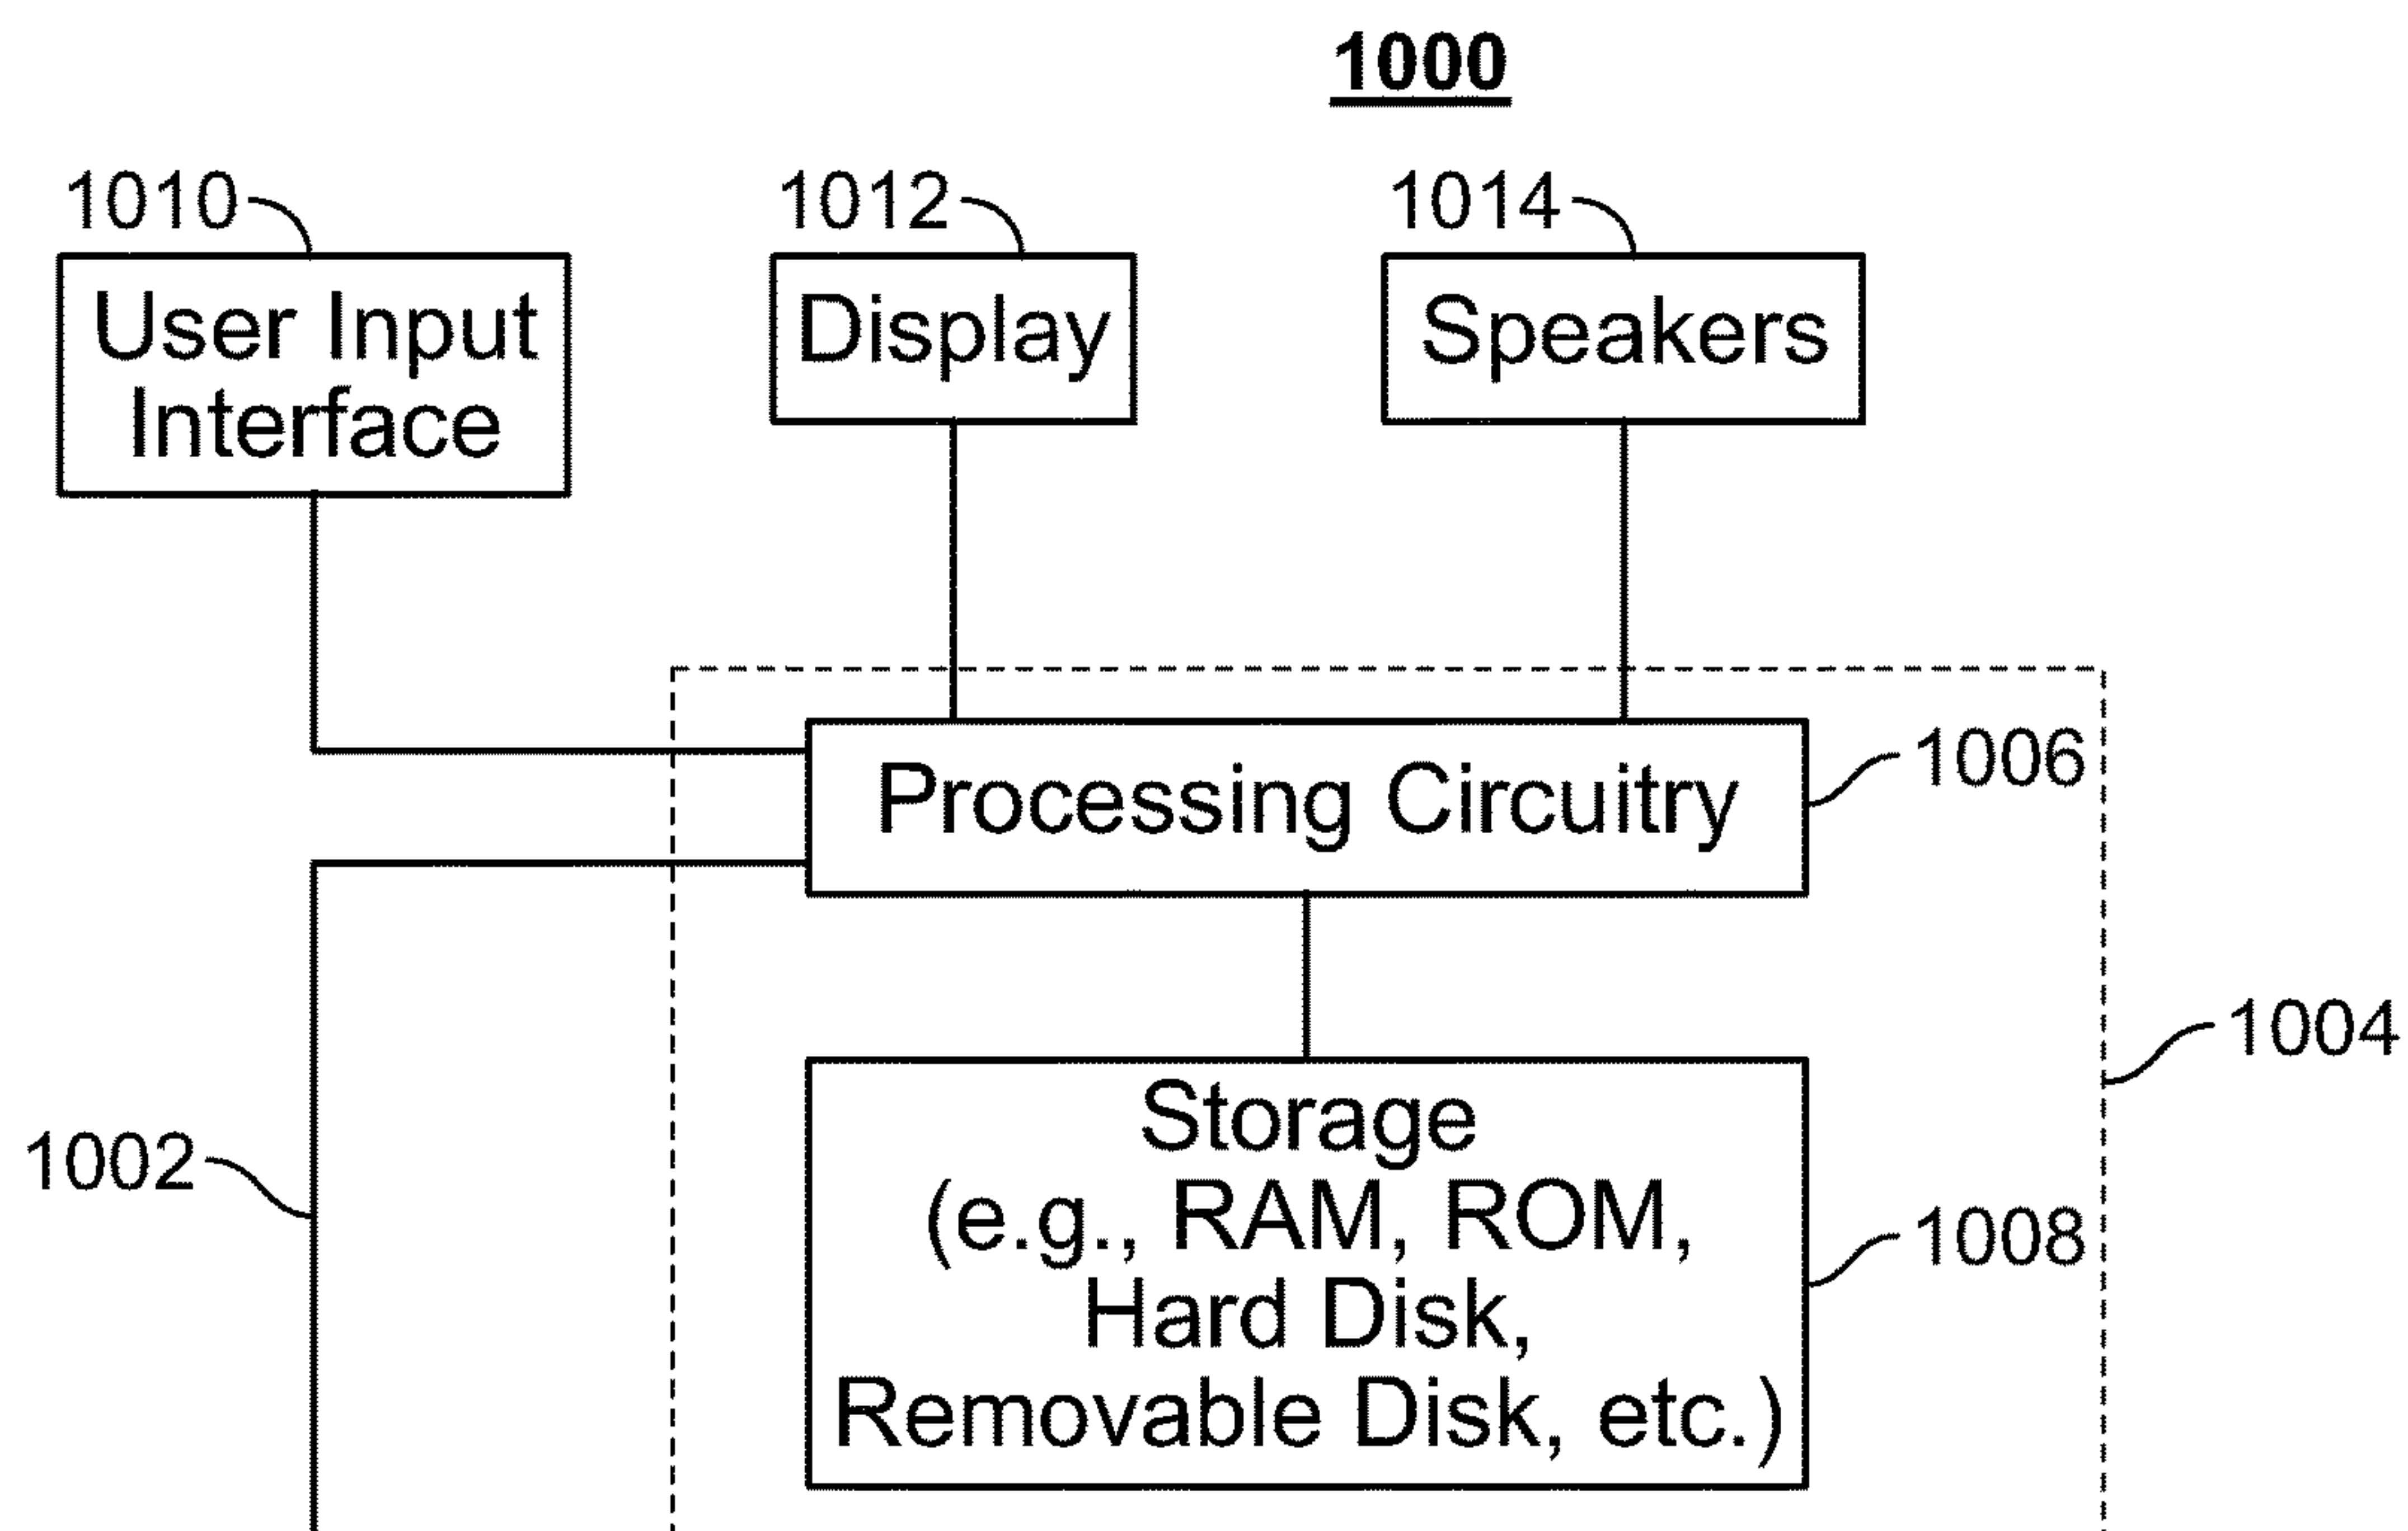 1000
1010
1012
1014
User Input
Interface
Display
Speakers
Processing Circuitry
1006
1004
1002
Storage
(e.g., RAM, ROM,
Hard Disk,
Removable Disk, etc.)
1008